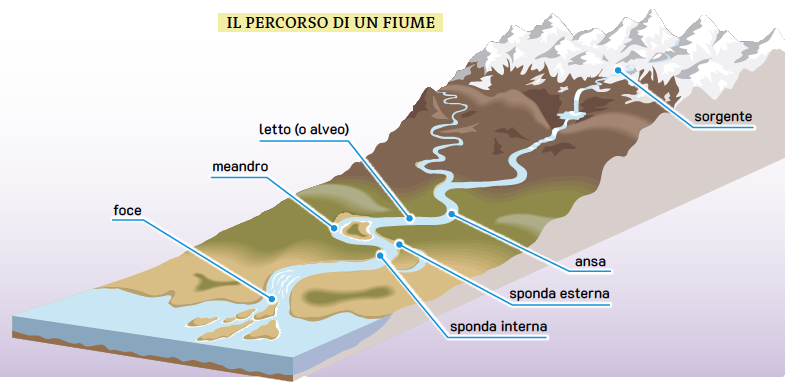 IL PERCORSO DI UN FIUME
sorgente
letto (o alveo)
meandro
foce
ansa
sponda esterna
sponda interna